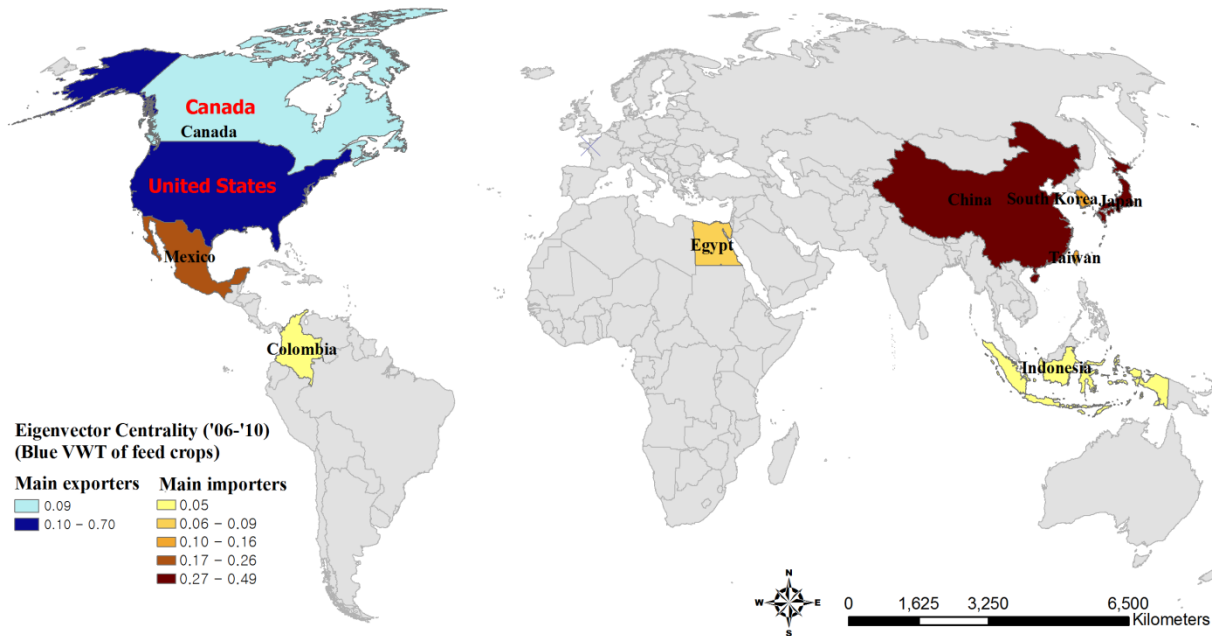 Canada
Canada
United States
Mexico
Colombia
Egypt
China
South Korea
Japan
Taiwan
Indonesia
Eigenvector Centrality ('06-'10)
(Blue VWT of feed crops)
Main exporters
0.09
0.10 - 0.70
Main importers
0.05
0.06 - 0.09
0.10 - 0.16
0.17 - 0.26
0.27 - 0.49
N
W E
S
0 1,625 3,250 6,500
Kilometers